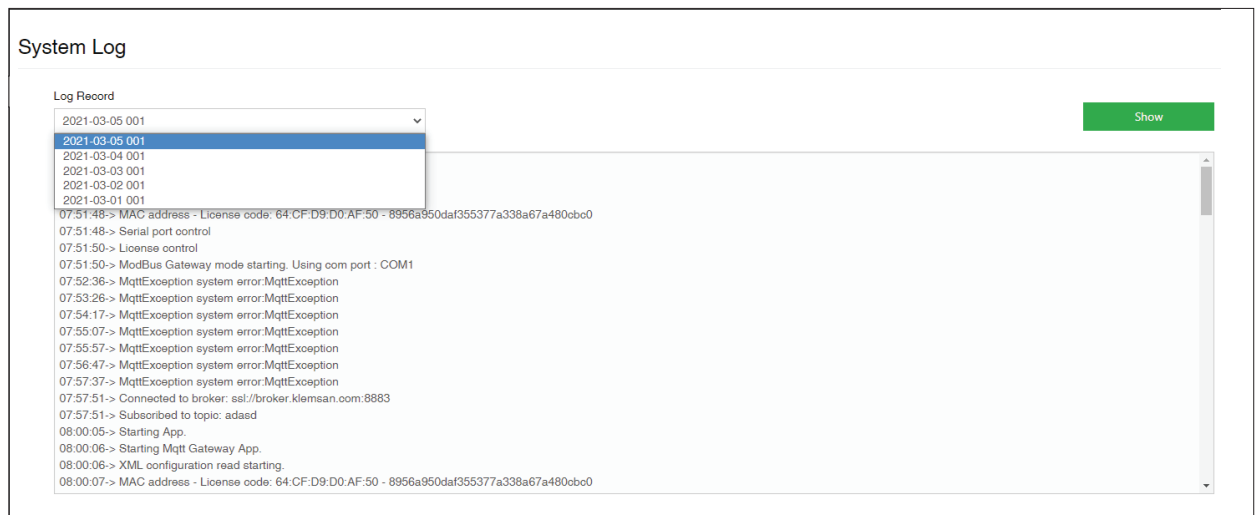 System Log
Log Record
2021-03-05 001
Show
2021-03-05 001
2021-03-04 001
2021-03-03 001
2021-03-02 001
2021-03-01 001
07:51:48-> MAC address - License code: 64:CF:D9:D0:AF:50 - 8956a950daf355377a338a67a480cbc0
07:51:48-> Serial port control
07:51:50-> License control
07:51:50-> ModBus Gateway mode starting. Using com port : COM1
07:52:36-> MqttException system error:MqttException
07:53:26-> MqttException system error:MqttException
07:54:17-> MqttException system error:MqttException
07:55:07-> MqttException system error:MqttException
07:55:57-> MqttException system error:MqttException
07:56:47-> MqttException system error:MqttException
07:57:37-> MqttException system error:MqttException
07:57:51-> Connected to broker: ssl://broker.klemsan.com:8883
07:57:51-> Subscribed to topic: adasd
08:00:05-> Starting App.
08:00:06-> Starting Mqtt Gateway App.
08:00:06-> XML configuration read starting.
08:00:07-> MAC address - License code: 64:CF:D9:D0:AF:50 - 8956a950daf355377a338a67a480cbc0